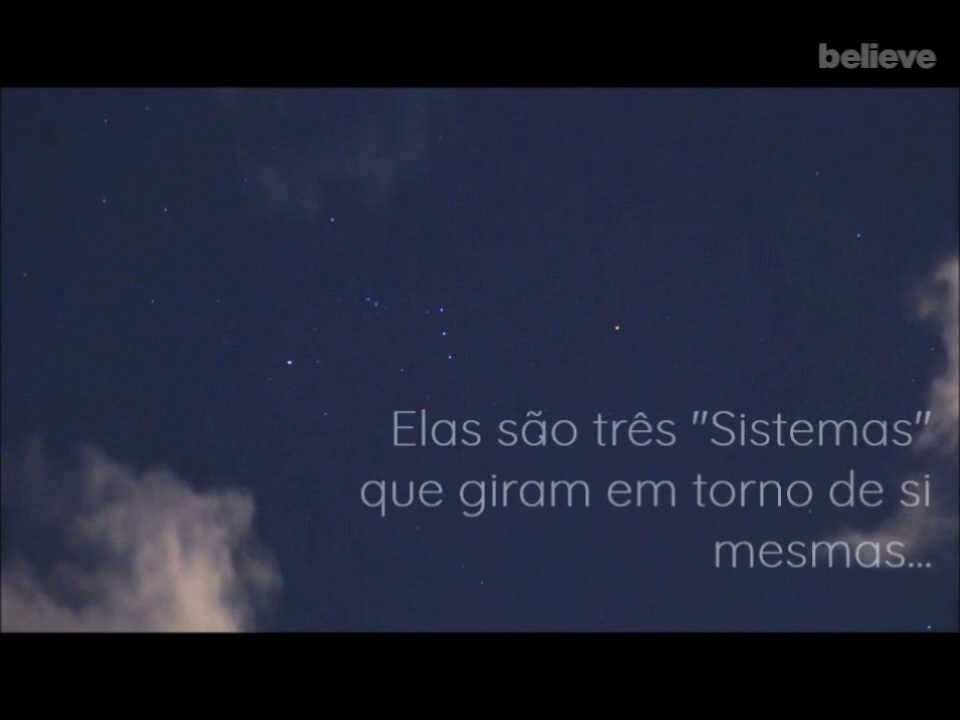 believe
Elas são três "Sistemas"
que giram em torno de si
mesmas...